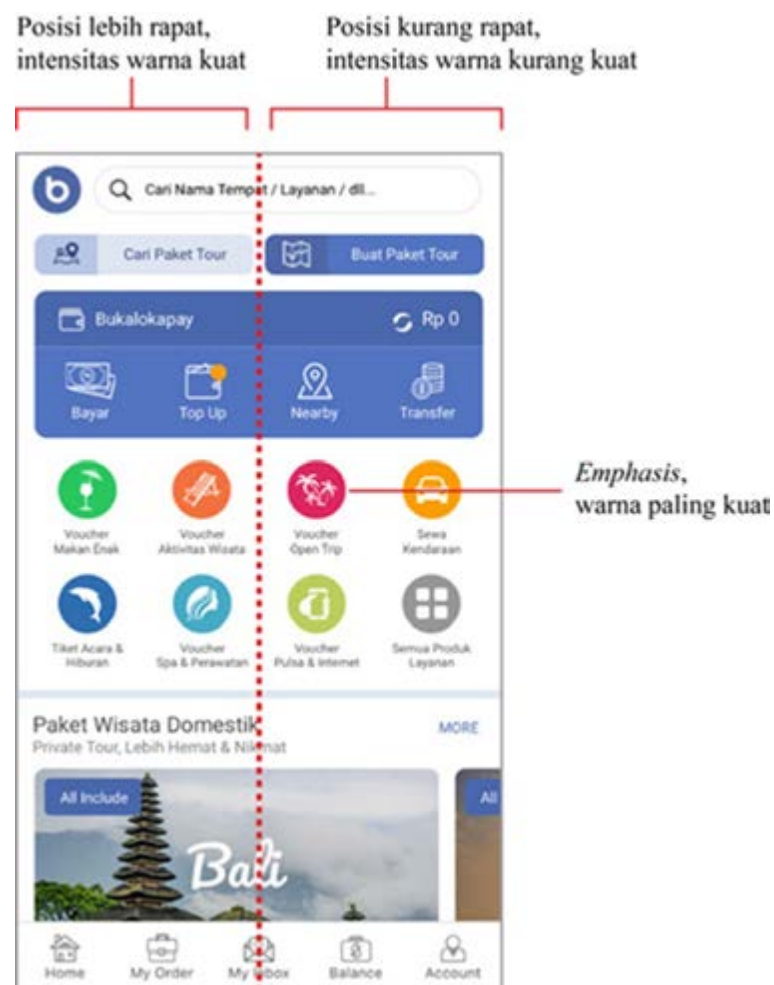 Posisi lebih rapat,
intensitas warna kuat
Posisi kurang rapat,
intensitas warna kurang kuat
b
Cari Nama Tempat / Layanan / dll...
Cari Paket Tour
Buat Paket Tour
Bukalokapay
Rp 0
Bayar
Top Up
Nearby
Transfer
Emphasis,
warna paling kuat
Voucher
Makan Enak
Voucher
Aktivitas Wisata
Voucher
Open Trip
Sewa
Kendaraan
Tiket Acara &
Hiburan
Voucher
Spa & Perawatan
Voucher
Pulsa & Internet
Semua Produk
Layanan
Paket Wisata Domestik
MORE
Private Tour, Lebih Hemat & Nikmat
All Include
All
Bali
Home
My Order
My Inbox
Balance
Account